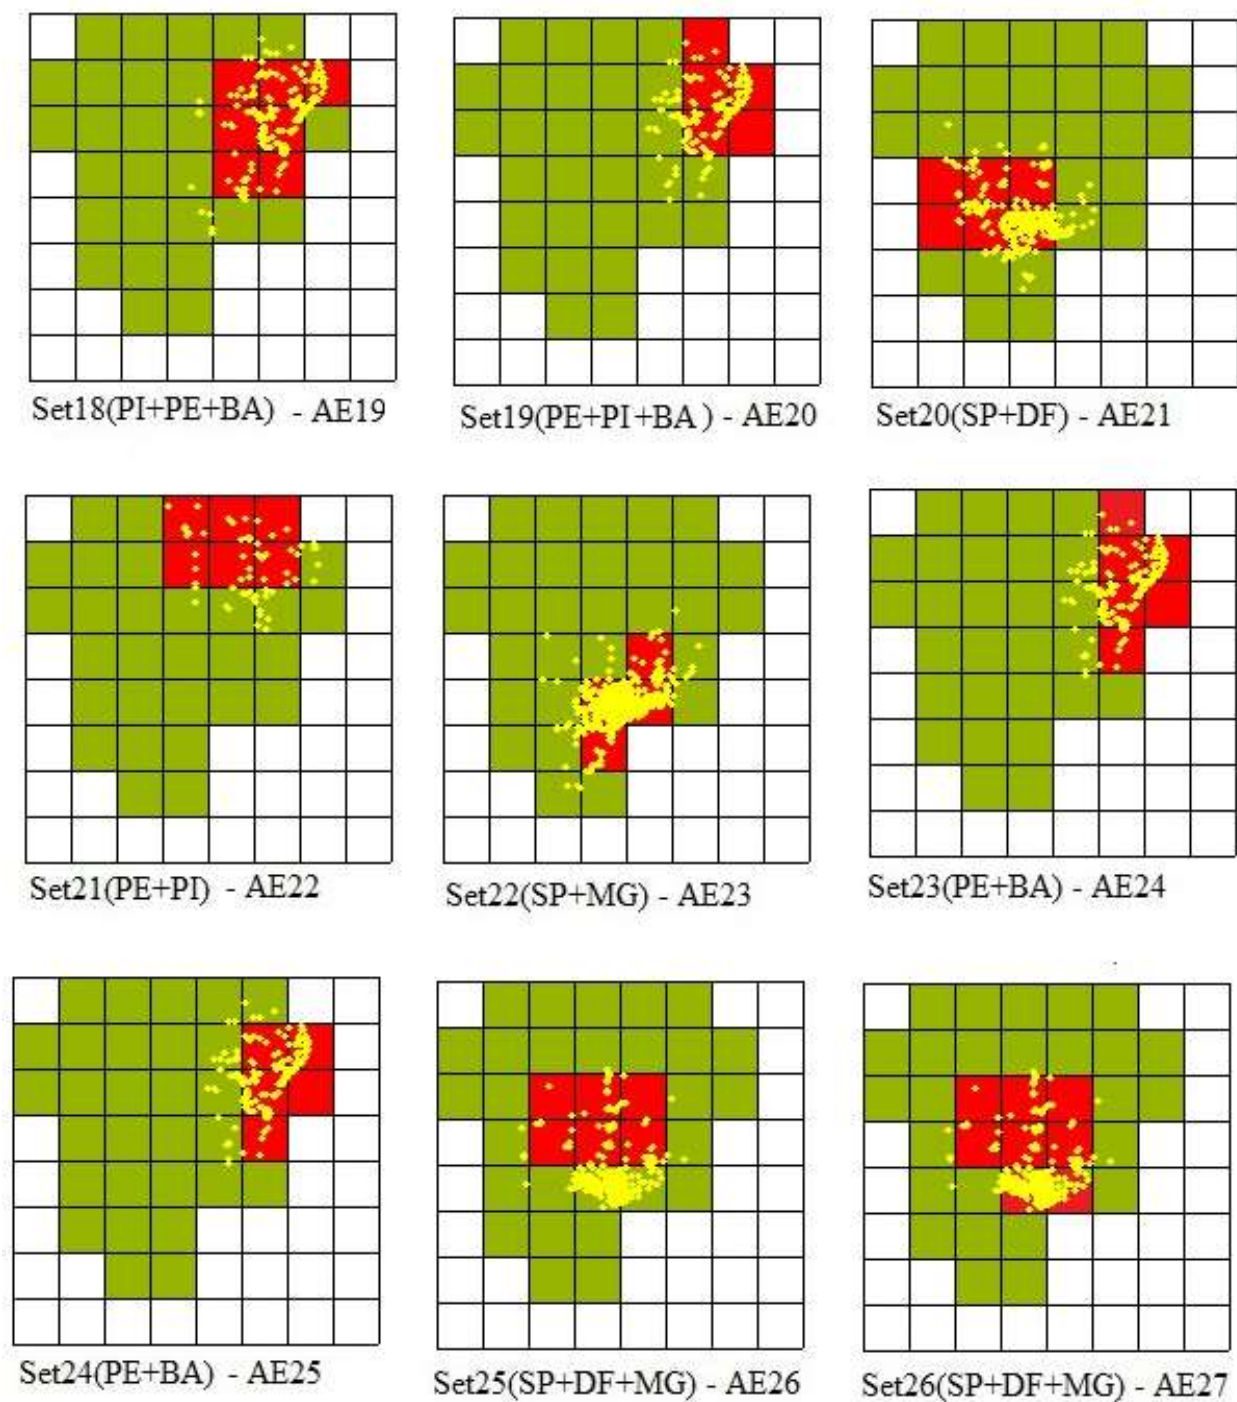 Set18(PI+PE+BA) - AE19
Set19(PE+PI+BA ) - AE20
Set20(SP+DF) - AE21
Set21(PE+PI) - AE22
Set22(SP+MG) - AE23
Set23(PE+BA) - AE24
Set24(PE+BA) - AE25
Set25(SP+DF+MG) - AE26
Set26(SP+DF+MG) - AE27